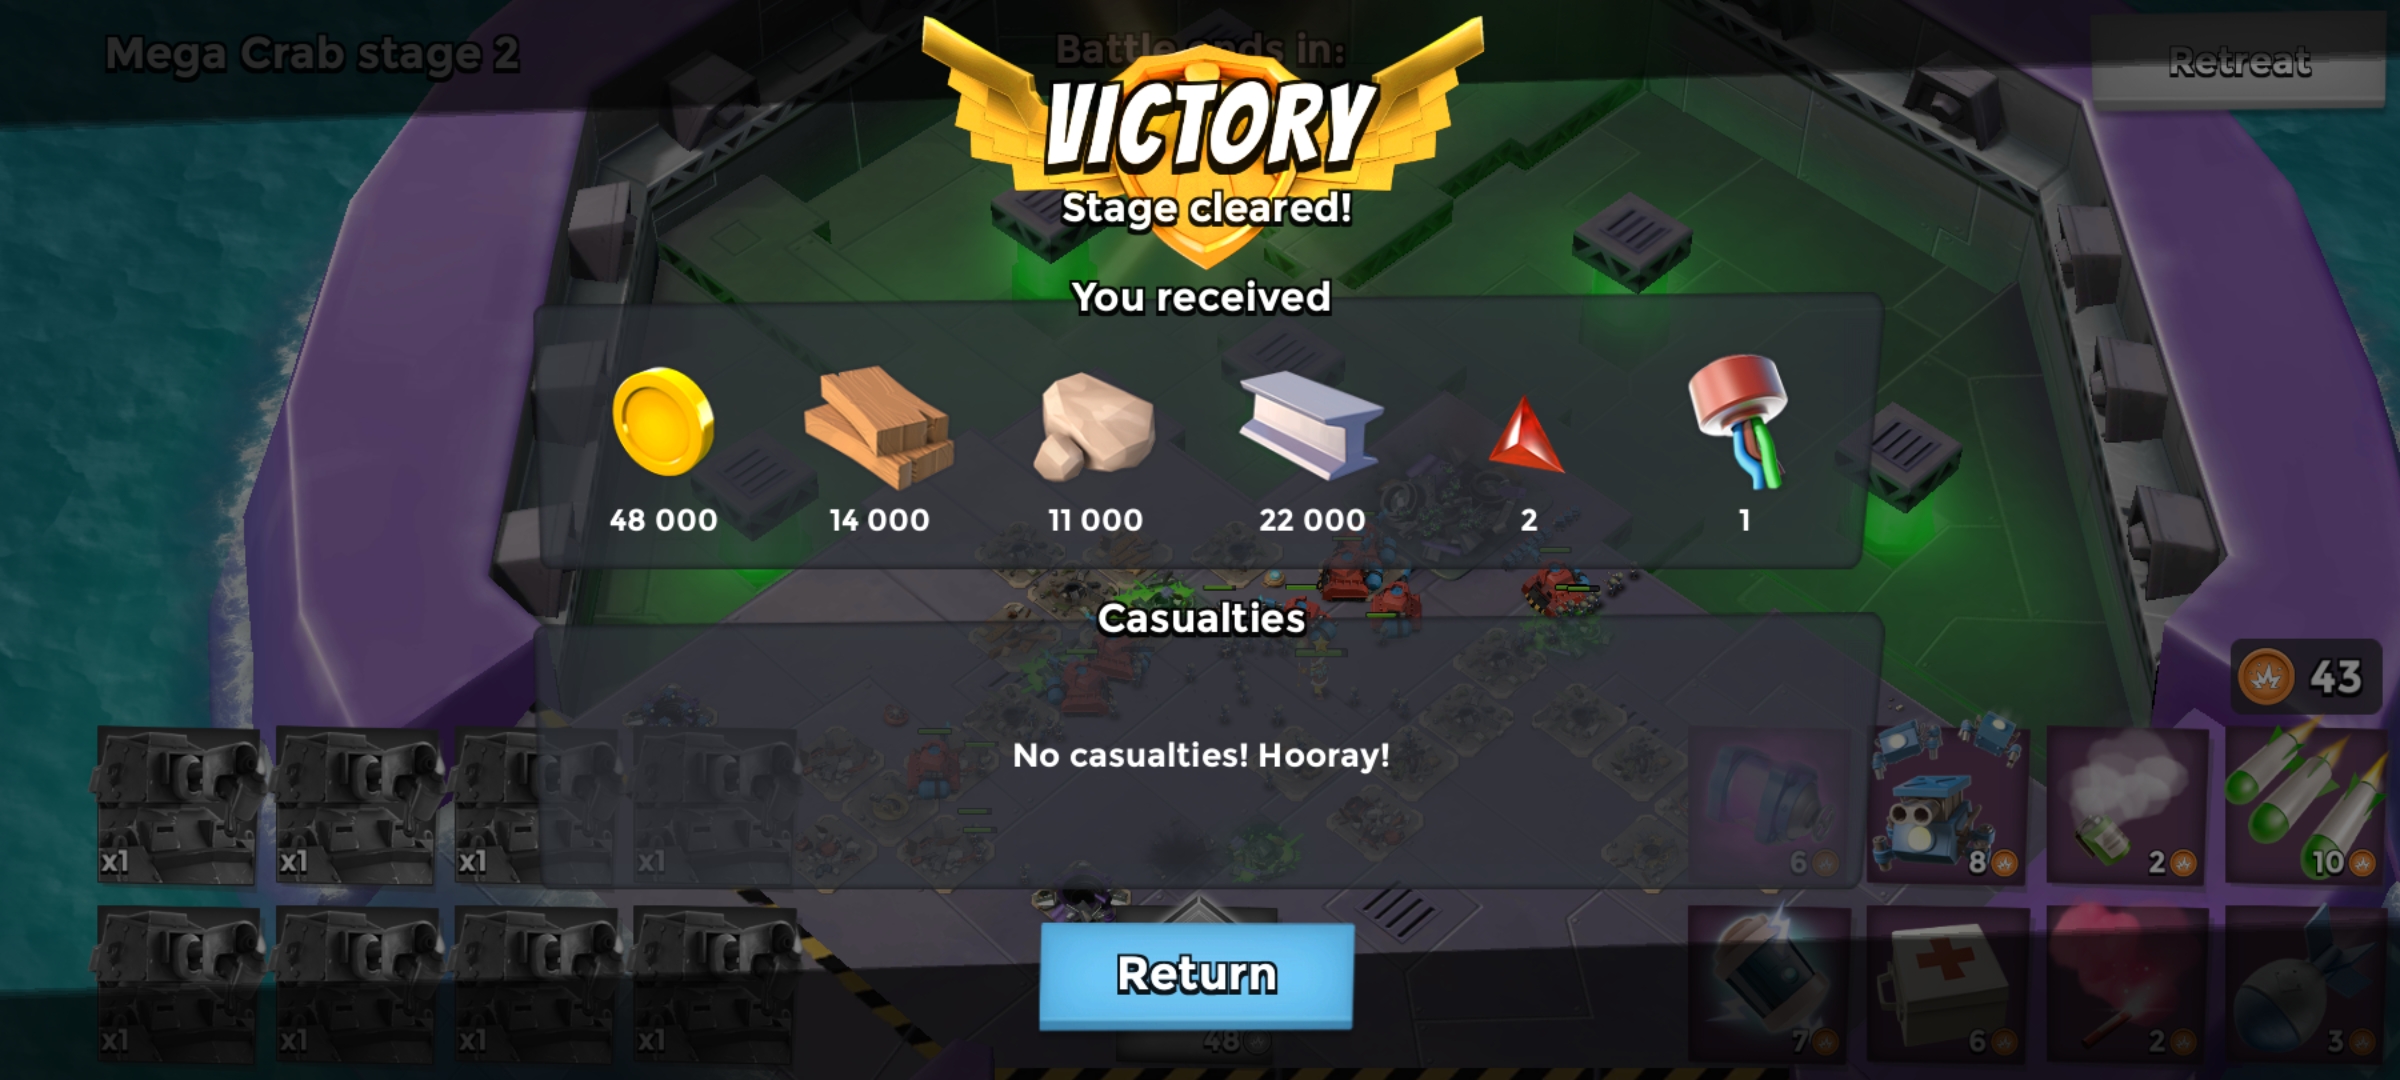 Mega Crab stage 2
Battle ends in:
Retreat
VICTORY
Stage cleared!
You received
48 000
14 000
11 000
22 000
2
1
Casualties
No casualties! Hooray!
43
x1
x1
x1
x1
6
8
2
10
x1
x1
x1
x1
Return
48
7
6
2
3